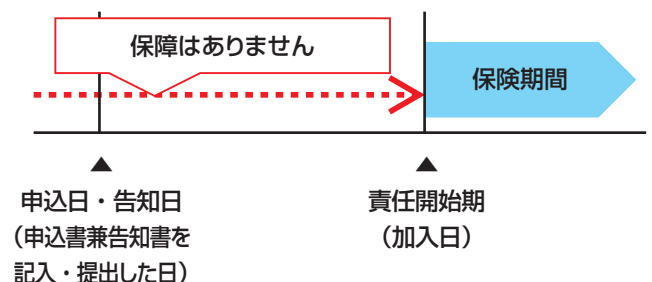 保障はありません
保険期間
▲
申込日・告知日
(申込書兼告知書を
記入・提出した日)
▲
責任開始期
(加入日)